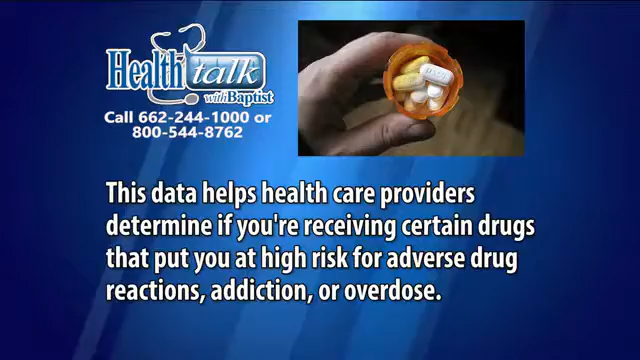 Health talk
with Baptist
Call 662-244-1000 or
800-544-8762
This data helps health care providers
determine if you're receiving certain drugs
that put you at high risk for adverse drug
reactions, addiction, or overdose.